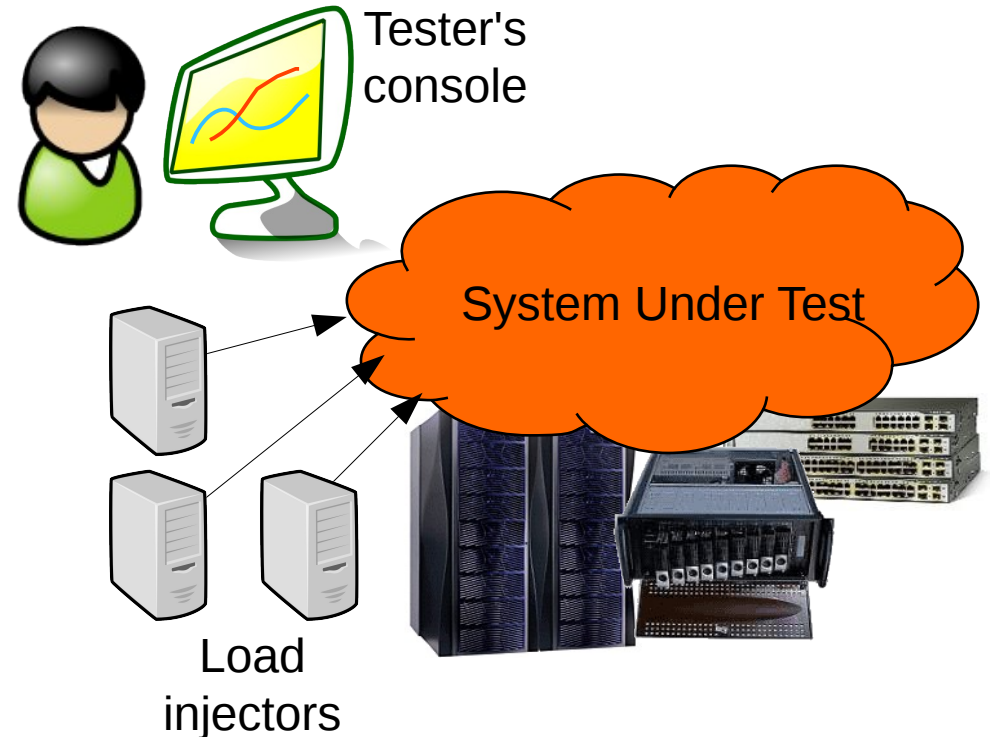 Tester's
console
System Under Test
Load
injectors